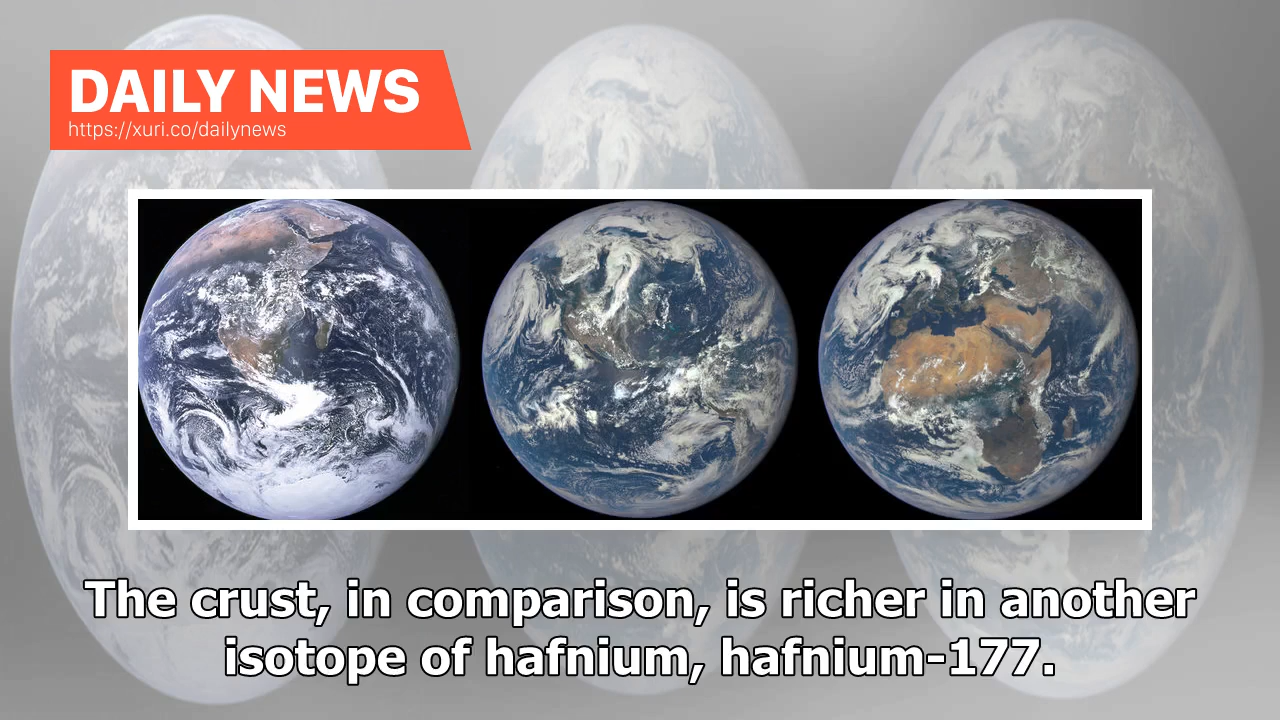 DAILY NEWS
https://xuri.co/dailynews
The crust, in comparison, is richer in another
isotope of hafnium, hafnium-177.